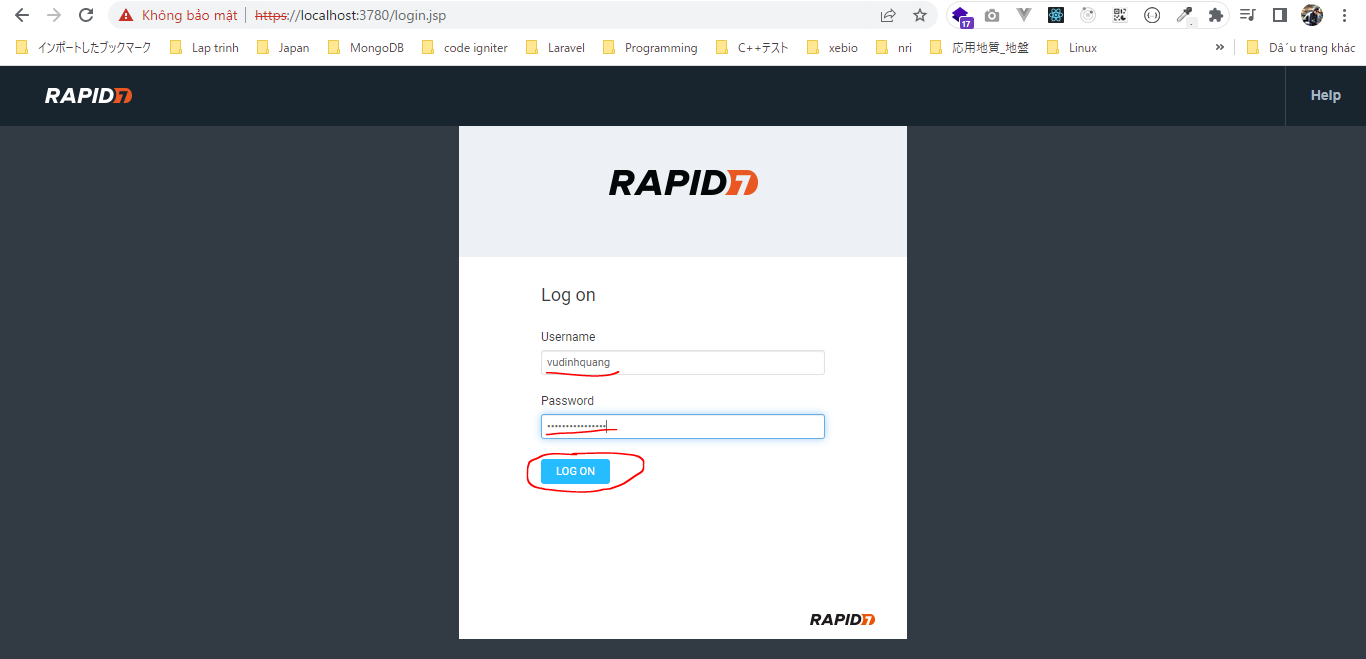 Không bảo mật https://localhost:3780/login.jsp
17
インポートしたブックマーク Lap trinh Japan MongoDB code igniter Laravel Programming C++テスト xebio nri 応用地質_地盤 Linux » Dấu trang khác
RAPID7 Help
RAPID7
Log on
Username
vudinhquang
Password
LOG ON
RAPID7